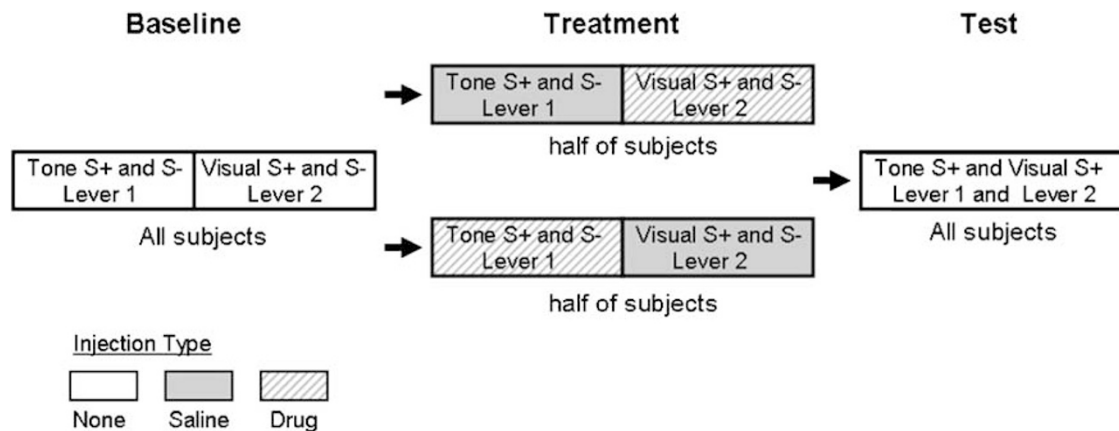 Baseline
Treatment
Test
Tone S+ and S-
Lever 1
Visual S+ and S-
Lever 2
half of subjects
Tone S+ and S-
Lever 1
Visual S+ and S-
Lever 2
All subjects
Tone S+ and S-
Lever 1
Visual S+ and S-
Lever 2
half of subjects
Tone S+ and Visual S+
Lever 1 and Lever 2
All subjects
Injection Type
None
Saline
Drug